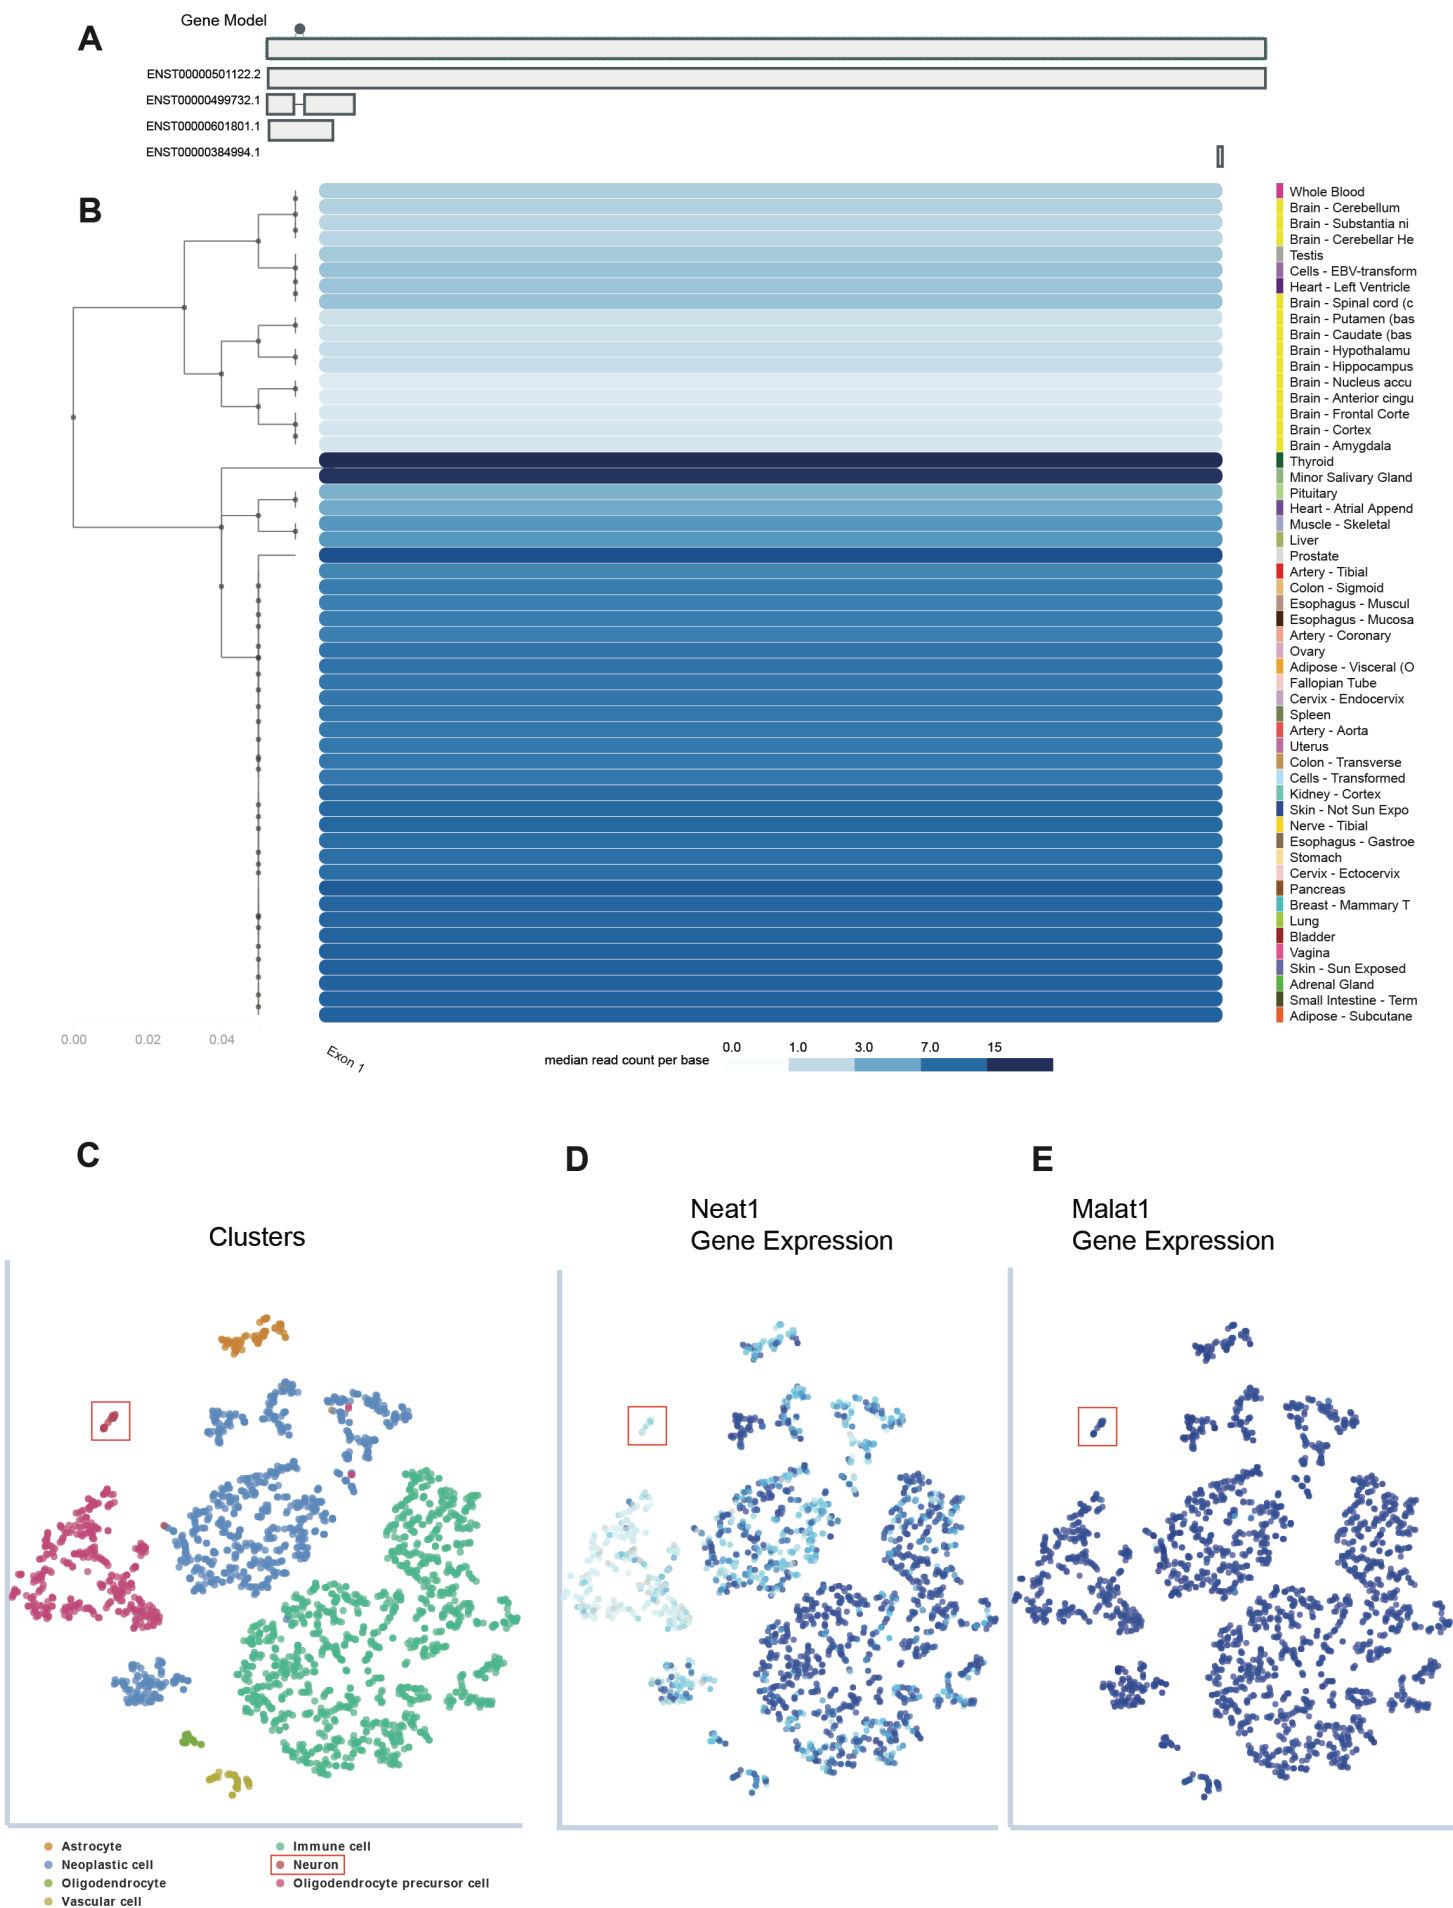 A
Gene Model
ENST00000501122.2
ENST00000499732.1
ENST00000601801.1
ENST00000384994.1
B
Whole Blood
Brain - Cerebellum
Brain - Substantia ni
Brain - Cerebellar He
Testis
Cells - EBV-transform
Heart - Left Ventricle
Brain - Spinal cord (c
Brain - Putamen (bas
Brain - Caudate (bas
Brain - Hypothalamu
Brain - Hippocampus
Brain - Nucleus accu
Brain - Anterior cingu
Brain - Frontal Corte
Brain - Cortex
Brain - Amygdala
Thyroid
Minor Salivary Gland
Pituitary
Heart - Atrial Append
Muscle - Skeletal
Liver
Prostate
Artery - Tibial
Colon - Sigmoid
Esophagus - Muscul
Esophagus - Mucosa
Artery - Coronary
Ovary
Adipose - Visceral (O
Fallopian Tube
Cervix - Endocervix
Spleen
Artery - Aorta
Uterus
Colon - Transverse
Cells - Transformed
Kidney - Cortex
Skin - Not Sun Expo
Nerve - Tibial
Esophagus - Gastroe
Stomach
Cervix - Ectocervix
Pancreas
Breast - Mammary T
Lung
Bladder
Vagina
Skin - Sun Exposed
Adrenal Gland
Small Intestine - Term
Adipose - Subcutane
0.00 0.02 0.04
Exon 1
median read count per base
0.0 1.0 3.0 7.0 15
C
Clusters
D
Neat1
Gene Expression
E
Malat1
Gene Expression
Astrocyte
Neoplastic cell
Oligodendrocyte
Vascular cell
Immune cell
Neuron
Oligodendrocyte precursor cell